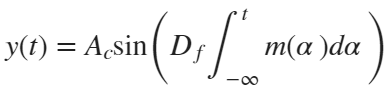 y(t) = A_c sin( D_f ∫_{-∞}^{t} m(α)dα )